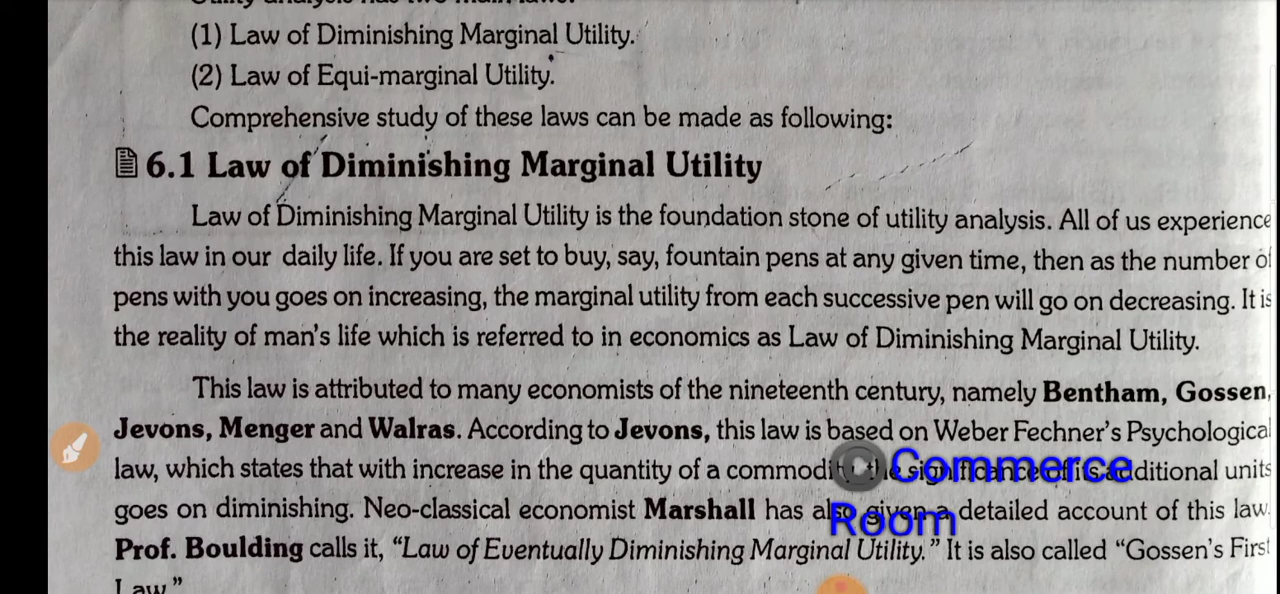 Utility analysis has two main laws:
(1) Law of Diminishing Marginal Utility.
(2) Law of Equi-marginal Utility.
Comprehensive study of these laws can be made as following:
6.1 Law of Diminishing Marginal Utility
Law of Diminishing Marginal Utility is the foundation stone of utility analysis. All of us experience
this law in our daily life. If you are set to buy, say, fountain pens at any given time, then as the number of
pens with you goes on increasing, the marginal utility from each successive pen will go on decreasing. It is
the reality of man's life which is referred to in economics as Law of Diminishing Marginal Utility.
This law is attributed to many economists of the nineteenth century, namely Bentham, Gossen,
Jevons, Menger and Walras. According to Jevons, this law is based on Weber Fechner's Psychological
law, which states that with increase in the quantity of a commodity the significance of its additional units
goes on diminishing. Neo-classical economist Marshall has also given a detailed account of this law.
Prof. Boulding calls it, “Law of Eventually Diminishing Marginal Utility.” It is also called “Gossen's First
Law.”
Commerce
Room